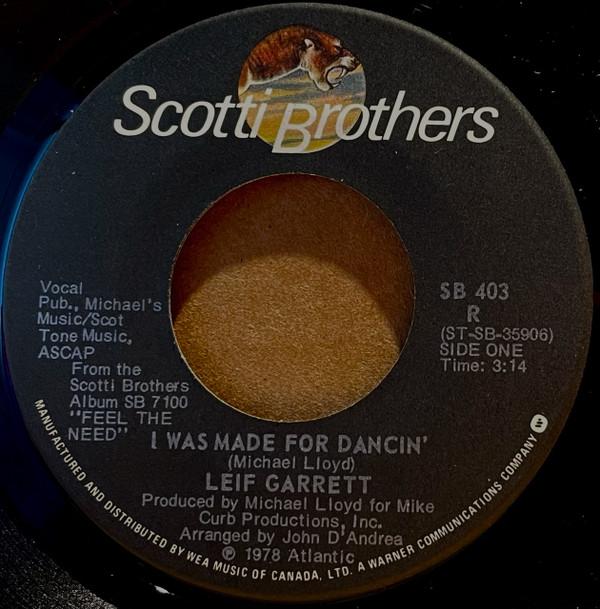 Scotti Brothers
Vocal
Pub., Michael's
Music/Scot
Tone Music,
ASCAP
From the
Scotti Brothers
Album SB 7100
"FEEL THE
NEED"
SB 403
R
(ST-SB-35906)
SIDE ONE
Time: 3:14
I WAS MADE FOR DANCIN'
(Michael Lloyd)
LEIF GARRETT
Produced by Michael Lloyd for Mike
Curb Productions, Inc.
Arranged by John D'Andrea
℗ 1978 Atlantic
MANUFACTURED AND DISTRIBUTED BY WEA MUSIC OF CANADA, LTD. A WARNER COMMUNICATIONS COMPANY